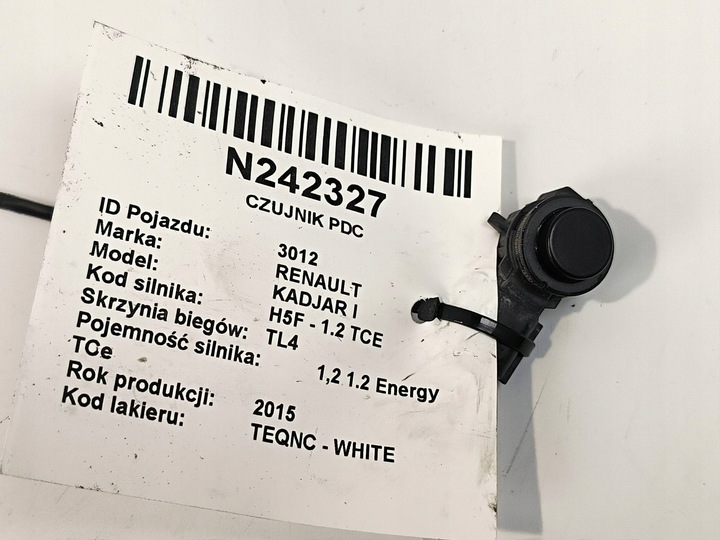 N242327
CZUJNIK PDC
ID Pojazdu: 3012
Marka: RENAULT
Model: KADJAR I
Kod silnika: H5F - 1.2 TCE
Skrzynia biegów: TL4
Pojemność silnika: 1,2 1.2 Energy
TCe
Rok produkcji: 2015
Kod lakieru: TEQNC - WHITE